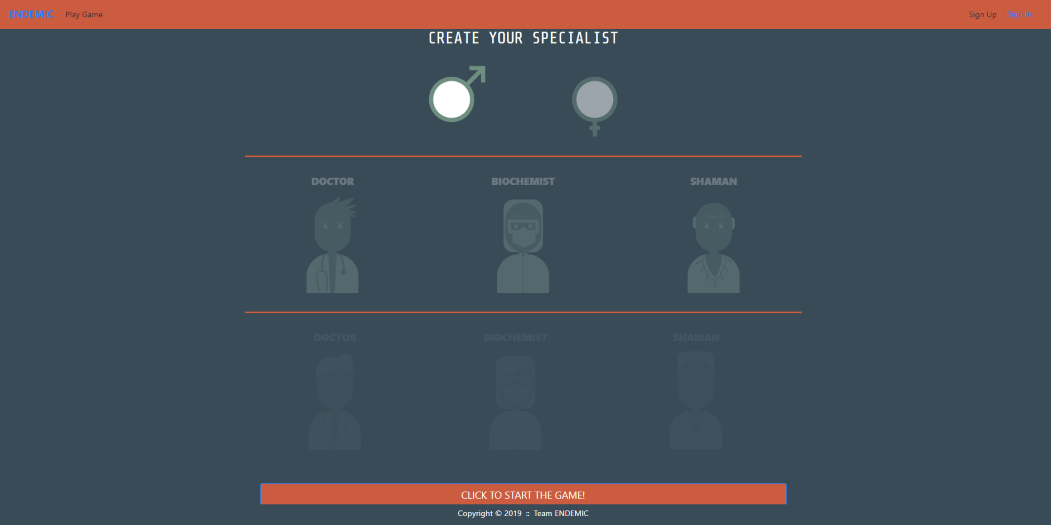 ENDEMIC Play Game Sign Up Sign In
CREATE YOUR SPECIALIST
DOCTOR BIOCHEMIST SHAMAN
DOCTOR BIOCHEMIST SHAMAN
CLICK TO START THE GAME!
Copyright © 2019 :: Team ENDEMIC